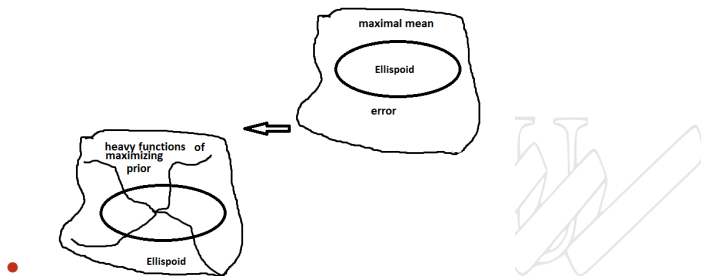 maximal mean
Ellispoid
error
heavy functions of
maximizing
prior
Ellispoid